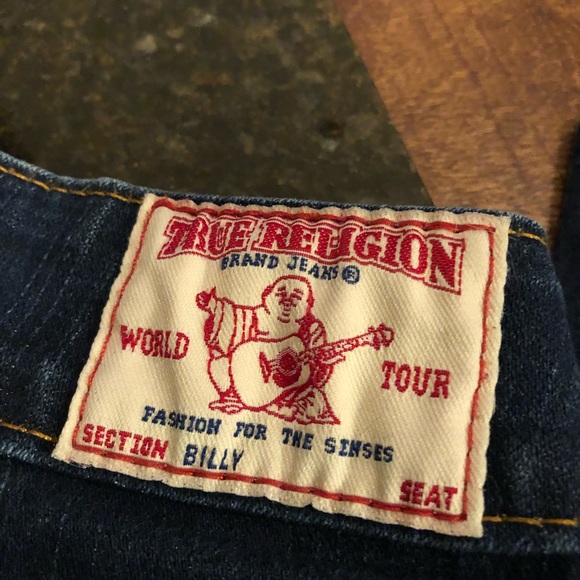 TRUE RELIGION
BRAND JEANS®
WORLD TOUR
FASHION FOR THE SENSES
SECTION BILLY
SEAT